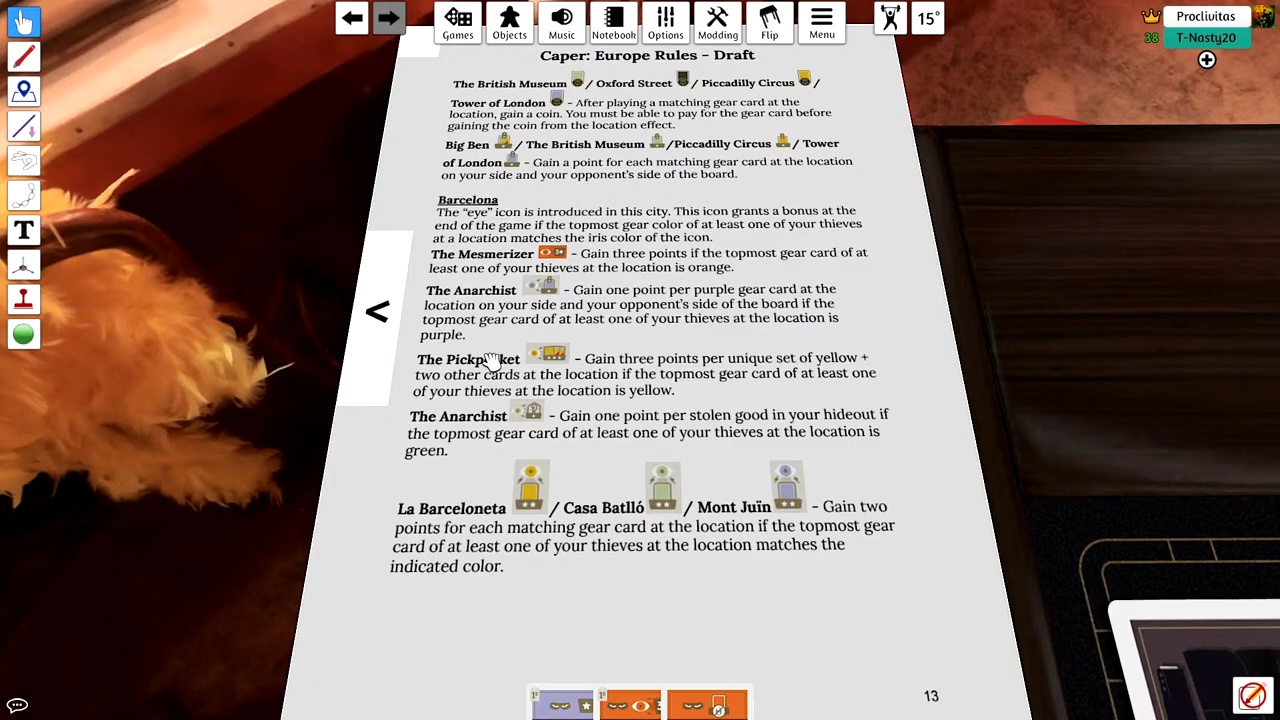 Games
Objects
Music
Notebook
Options
Modding
Flip
Menu
15°
Proclivitas
38
T-Nasty20
T
Caper: Europe Rules – Draft
The British Museum / Oxford Street / Piccadilly Circus /
Tower of London - After playing a matching gear card at the
location, gain a coin. You must be able to pay for the gear card before
gaining the coin from the location effect.
Big Ben / The British Museum /Piccadilly Circus / Tower
of London - Gain a point for each matching gear card at the location
on your side and your opponent's side of the board.
Barcelona
The "eye" icon is introduced in this city. This icon grants a bonus at the
end of the game if the topmost gear color of at least one of your thieves
at a location matches the iris color of the icon.
The Mesmerizer - Gain three points if the topmost gear card of at
least one of your thieves at the location is orange.
The Anarchist - Gain one point per purple gear card at the
location on your side and your opponent's side of the board if the
topmost gear card of at least one of your thieves at the location is
purple.
<
The Pickpocket - Gain three points per unique set of yellow +
two other cards at the location if the topmost gear card of at least one
of your thieves at the location is yellow.
The Anarchist - Gain one point per stolen good in your hideout if
the topmost gear card of at least one of your thieves at the location is
green.
La Barceloneta / Casa Batlló / Mont Juïn - Gain two
points for each matching gear card at the location if the topmost gear
card of at least one of your thieves at the location matches the
indicated color.
13